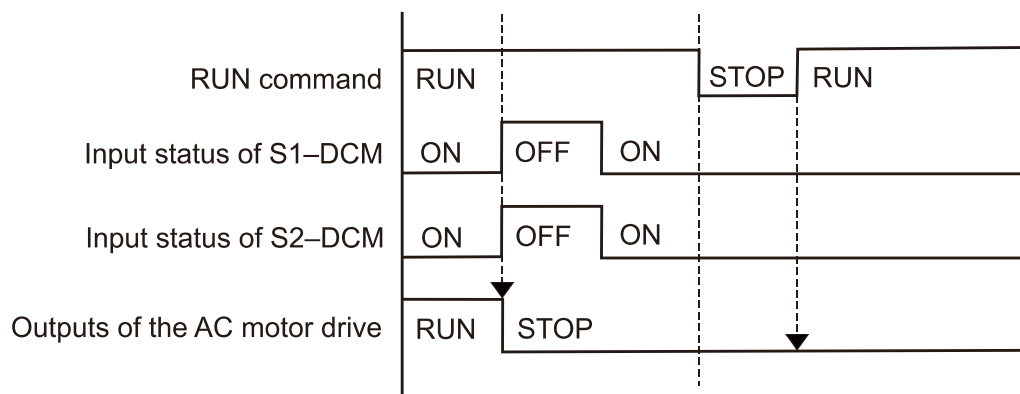 RUN command RUN STOP RUN
Input status of S1–DCM ON OFF ON
Input status of S2–DCM ON OFF ON
Outputs of the AC motor drive RUN STOP